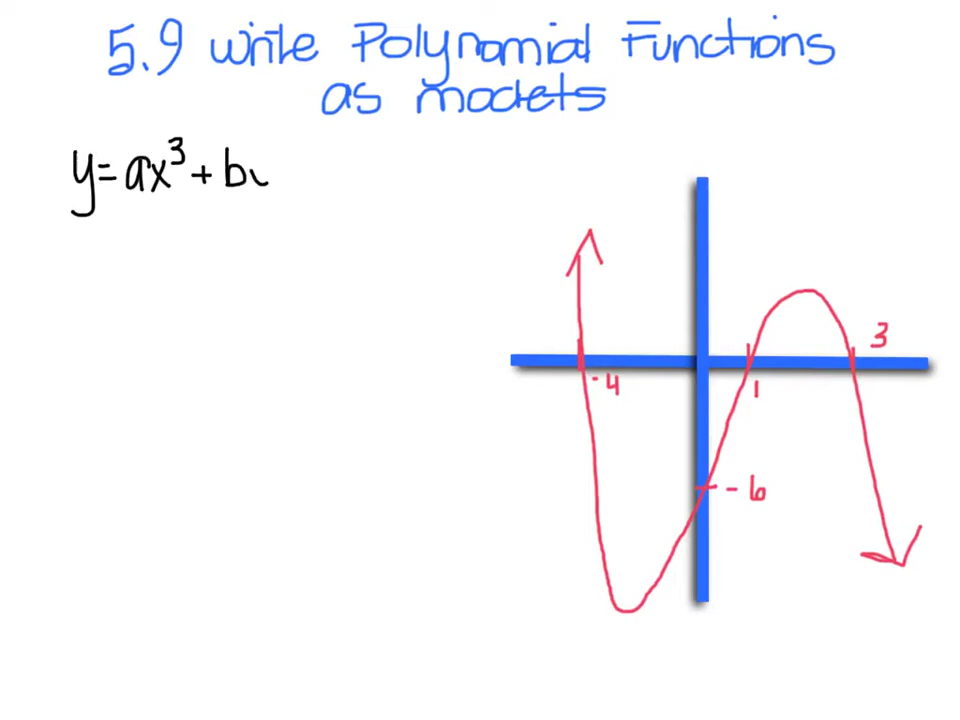 5.9 Write Polynomial Functions
as models
y=ax³+b
3
-4
1
-6